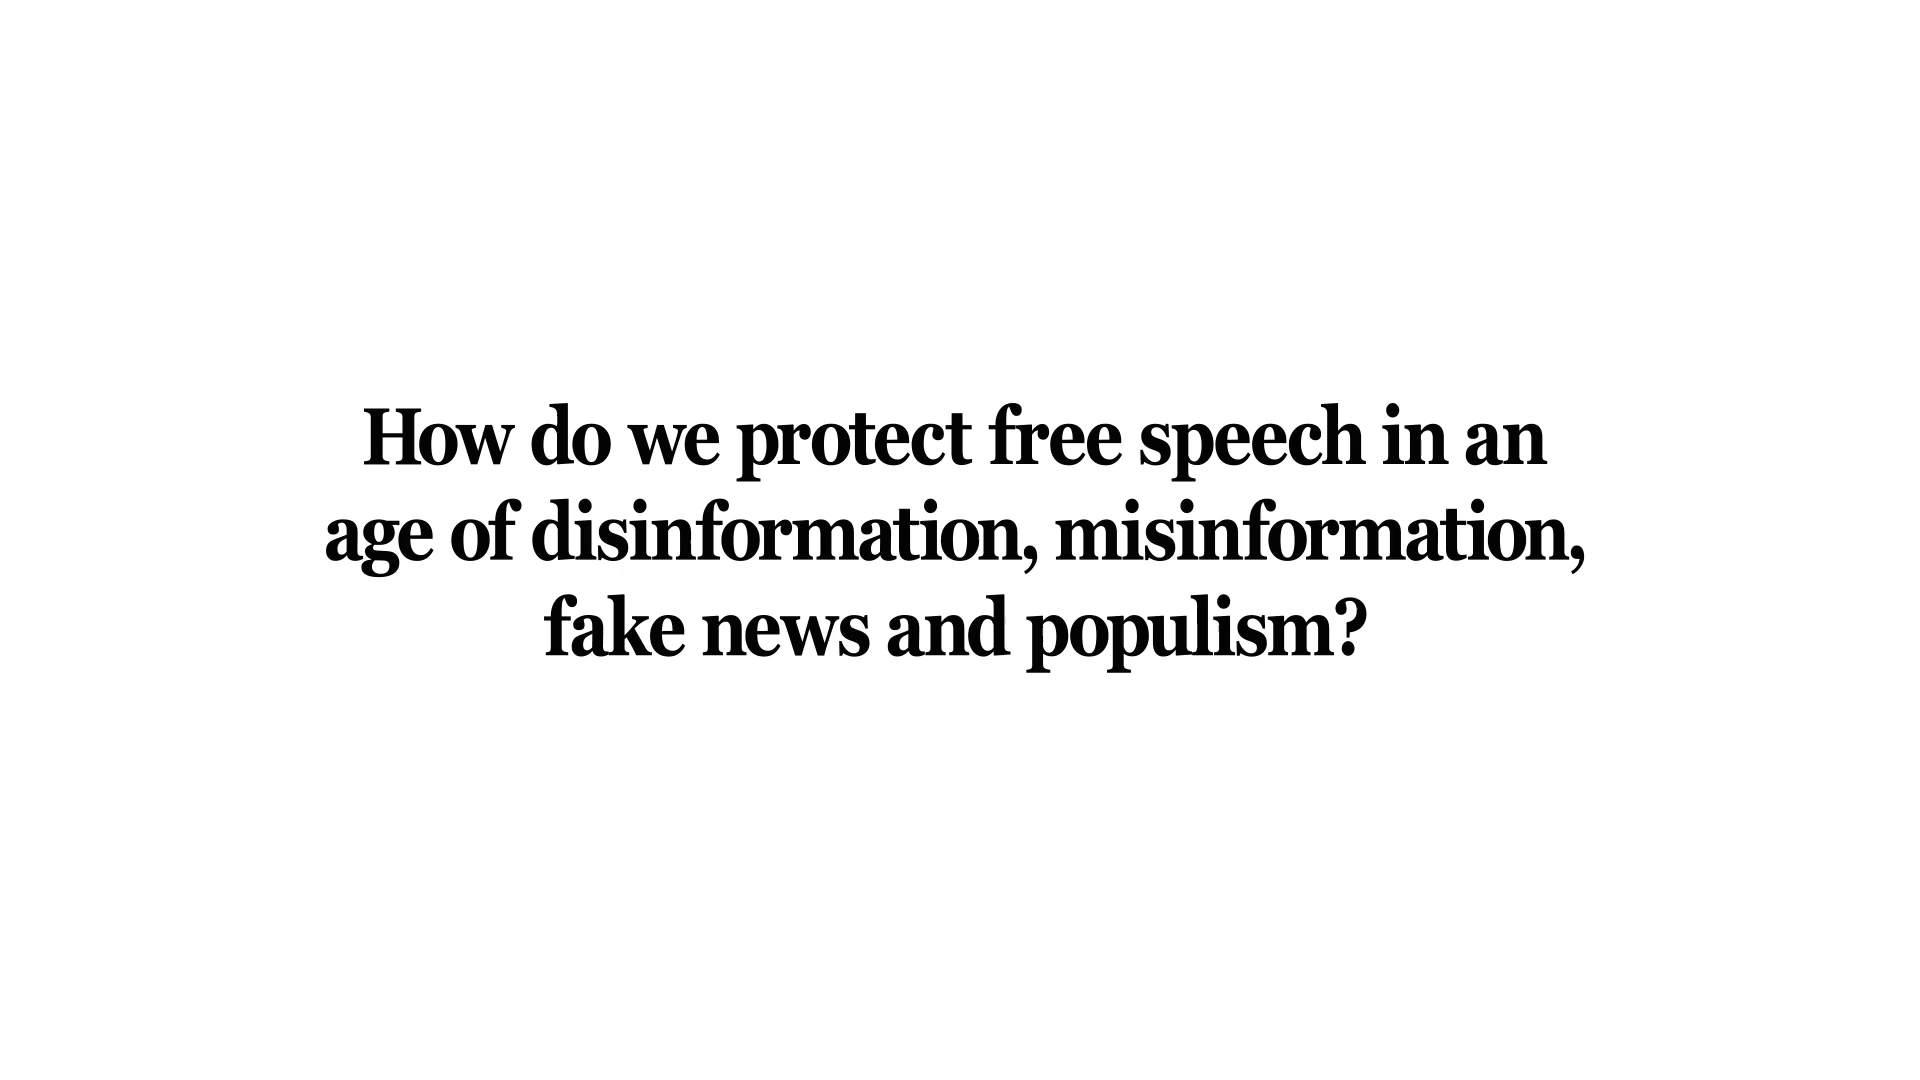 How do we protect free speech in an
age of disinformation, misinformation,
fake news and populism?